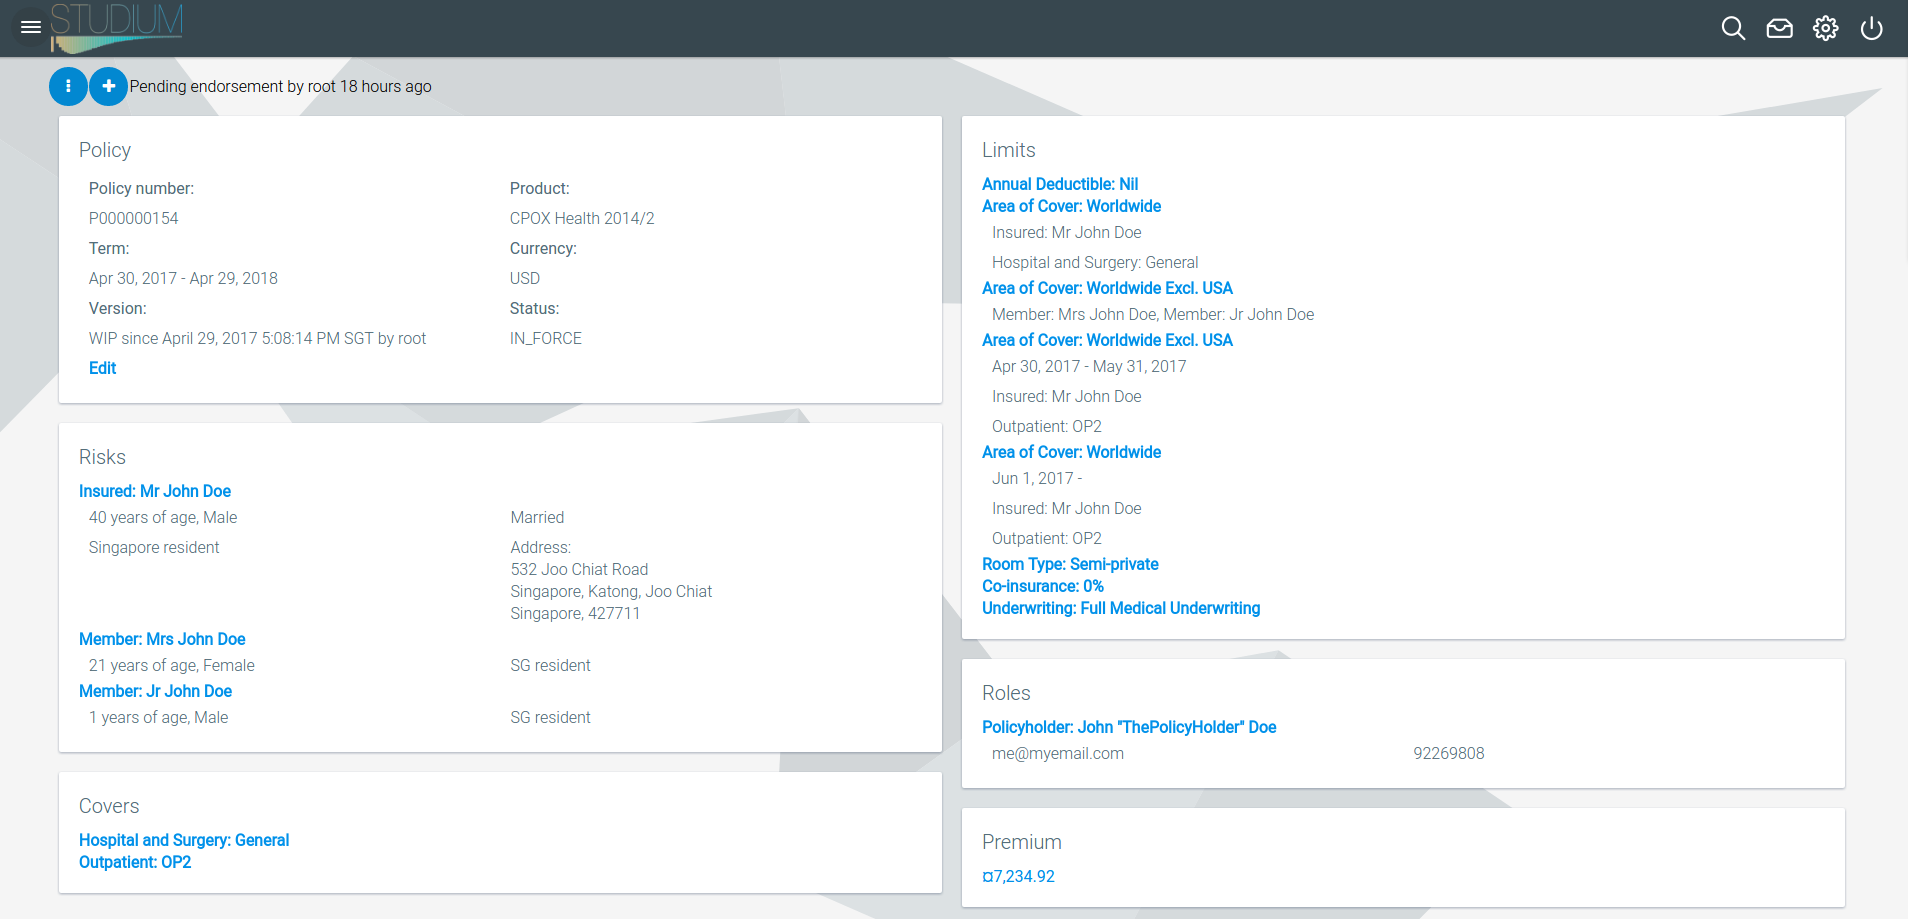 STUDIUM
Pending endorsement by root 18 hours ago
Policy
Policy number:
P000000154
Product:
CPOX Health 2014/2
Term:
Apr 30, 2017 - Apr 29, 2018
Currency:
USD
Version:
WIP since April 29, 2017 5:08:14 PM SGT by root
Status:
IN_FORCE
Edit
Risks
Insured: Mr John Doe
40 years of age, Male
Married
Singapore resident
Address:
532 Joo Chiat Road
Singapore, Katong, Joo Chiat
Singapore, 427711
Member: Mrs John Doe
21 years of age, Female
SG resident
Member: Jr John Doe
1 years of age, Male
SG resident
Covers
Hospital and Surgery: General
Outpatient: OP2
Limits
Annual Deductible: Nil
Area of Cover: Worldwide
Insured: Mr John Doe
Hospital and Surgery: General
Area of Cover: Worldwide Excl. USA
Member: Mrs John Doe, Member: Jr John Doe
Area of Cover: Worldwide Excl. USA
Apr 30, 2017 - May 31, 2017
Insured: Mr John Doe
Outpatient: OP2
Area of Cover: Worldwide
Jun 1, 2017 -
Insured: Mr John Doe
Outpatient: OP2
Room Type: Semi-private
Co-insurance: 0%
Underwriting: Full Medical Underwriting
Roles
Policyholder: John "ThePolicyHolder" Doe
me@myemail.com
92269808
Premium
¤7,234.92